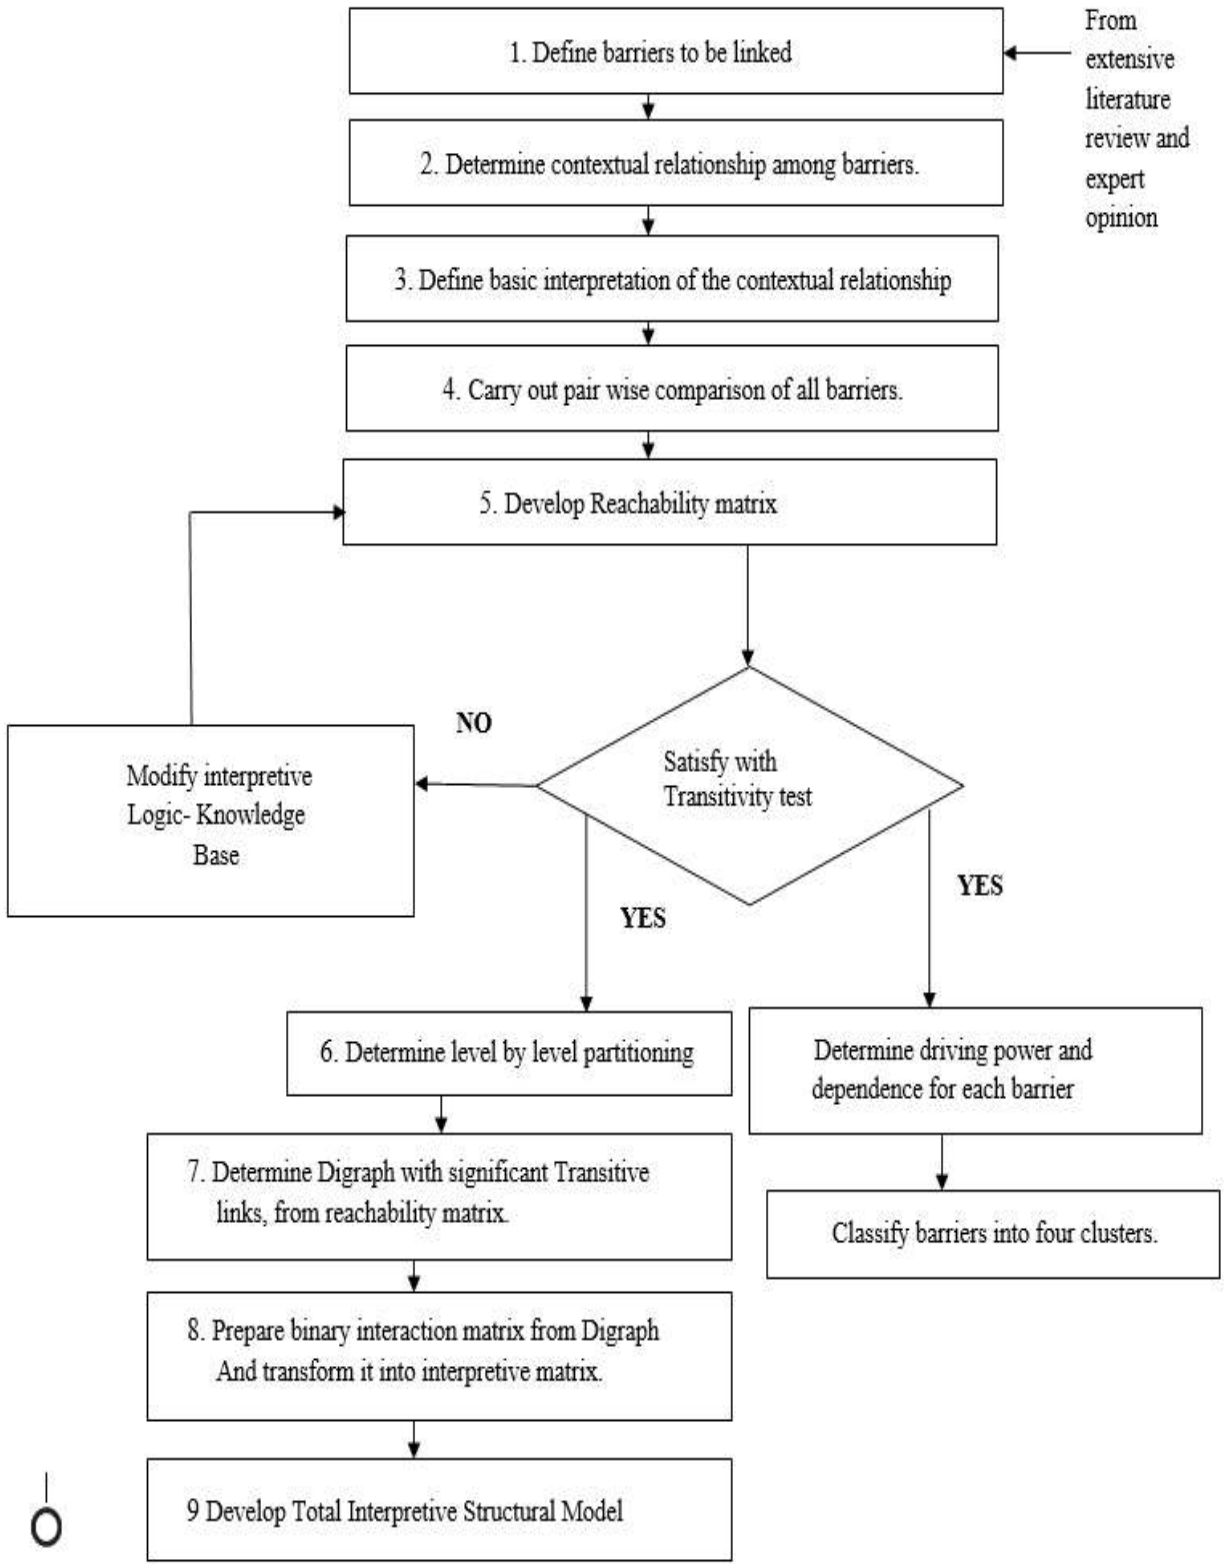 1. Define barriers to be linked
From
extensive
literature
review and
expert
opinion
2. Determine contextual relationship among barriers.
3. Define basic interpretation of the contextual relationship
4. Carry out pair wise comparison of all barriers.
5. Develop Reachability matrix
NO
Satisfy with
Transitivity test
Modify interpretive
Logic- Knowledge
Base
YES
YES
6. Determine level by level partitioning
Determine driving power and
dependence for each barrier
7. Determine Digraph with significant Transitive
links, from reachability matrix.
Classify barriers into four clusters.
8. Prepare binary interaction matrix from Digraph
And transform it into interpretive matrix.
9 Develop Total Interpretive Structural Model